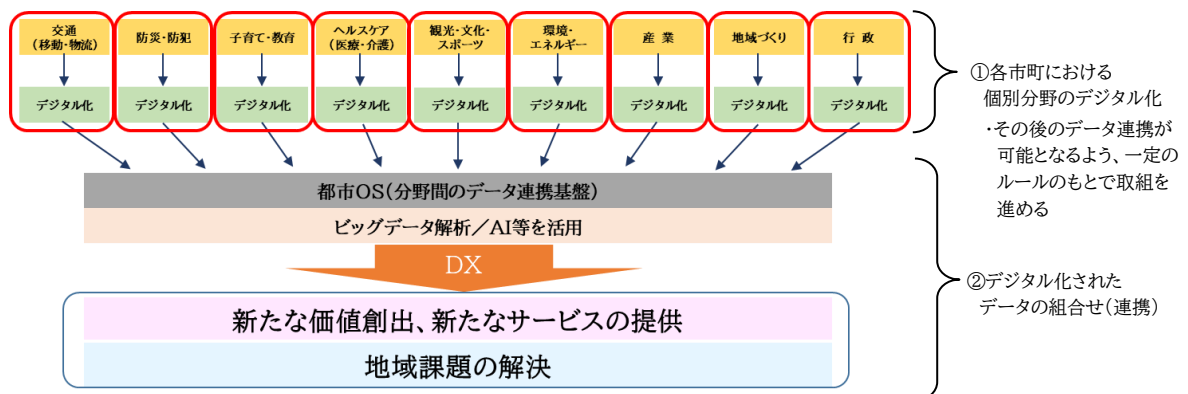 交通
(移動・物流)
防災・防犯
子育て・教育
ヘルスケア
(医療・介護)
観光・文化・
スポーツ
環境・
エネルギー
産 業
地域づくり
行 政
デジタル化
デジタル化
デジタル化
デジタル化
デジタル化
デジタル化
デジタル化
デジタル化
デジタル化
都市OS(分野間のデータ連携基盤)
ビッグデータ解析/AI等を活用
DX
新たな価値創出、新たなサービスの提供
地域課題の解決
①各市町における
個別分野のデジタル化
・その後のデータ連携が
可能となるよう、一定の
ルールのもとで取組を
進める
②デジタル化された
データの組合せ(連携)